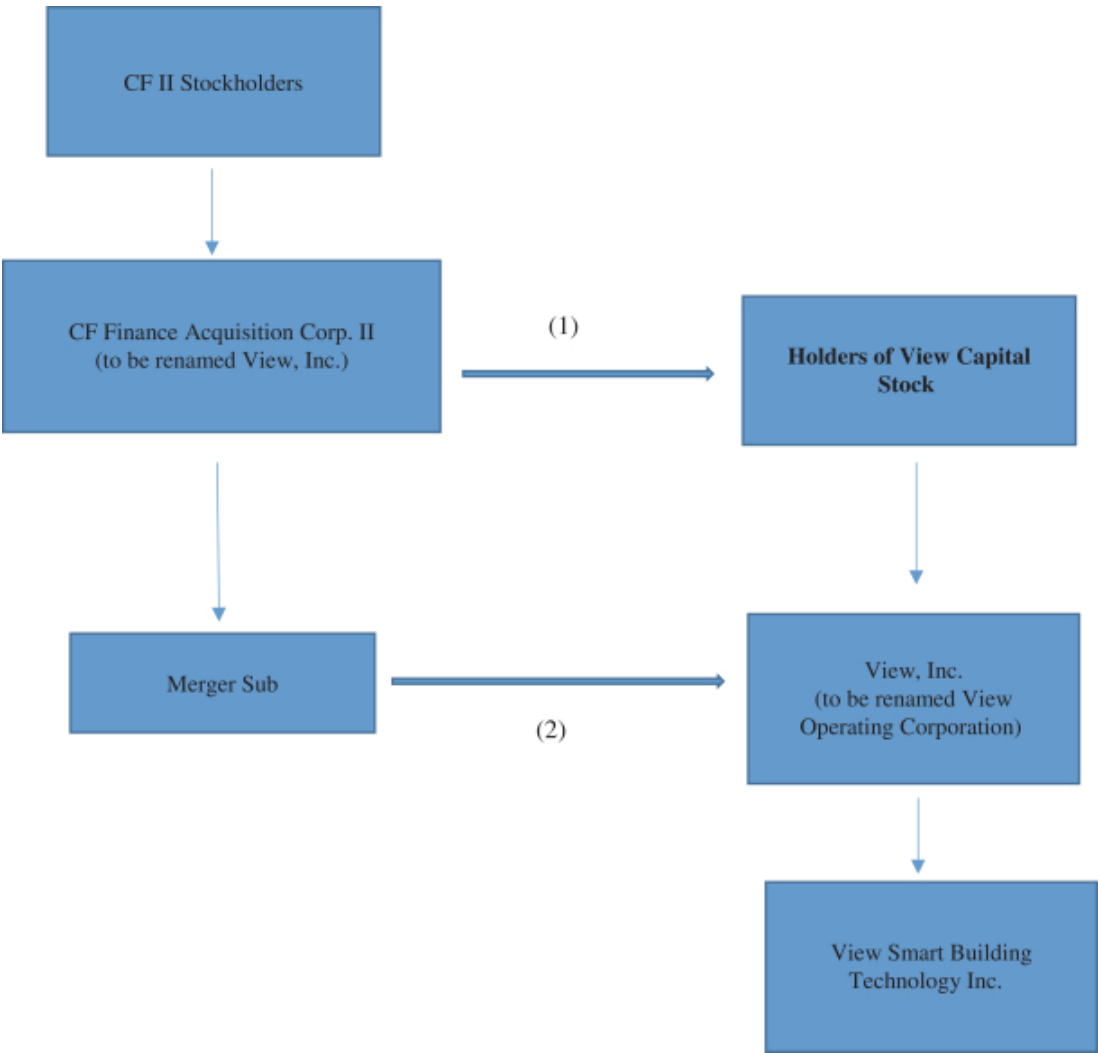 CF II Stockholders
CF Finance Acquisition Corp. II
(to be renamed View, Inc.)
(1)
Holders of View Capital
Stock
Merger Sub
(2)
View, Inc.
(to be renamed View
Operating Corporation)
View Smart Building
Technology Inc.